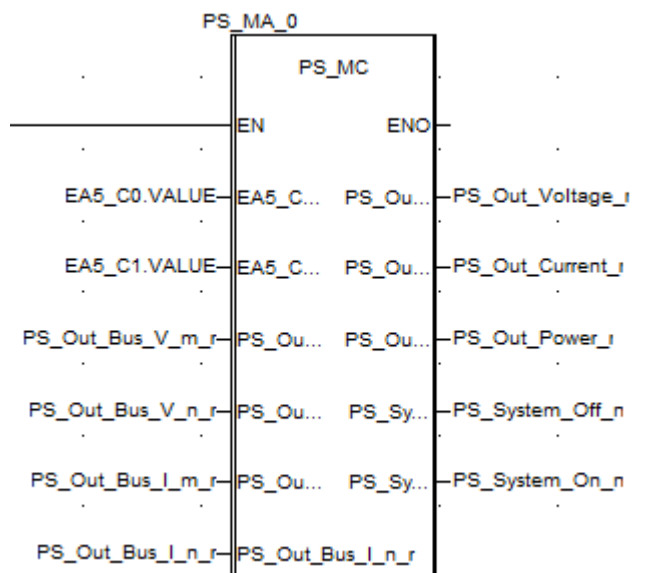 PS_MA_0
PS_MC
EN ENO
EA5_C0.VALUE EA5_C... PS_Ou... PS_Out_Voltage_r
EA5_C1.VALUE EA5_C... PS_Ou... PS_Out_Current_r
PS_Out_Bus_V_m_r PS_Ou... PS_Ou... PS_Out_Power_r
PS_Out_Bus_V_n_r PS_Ou... PS_Sy... PS_System_Off_n
PS_Out_Bus_I_m_r PS_Ou... PS_Sy... PS_System_On_n
PS_Out_Bus_I_n_r PS_Out_Bus_I_n_r